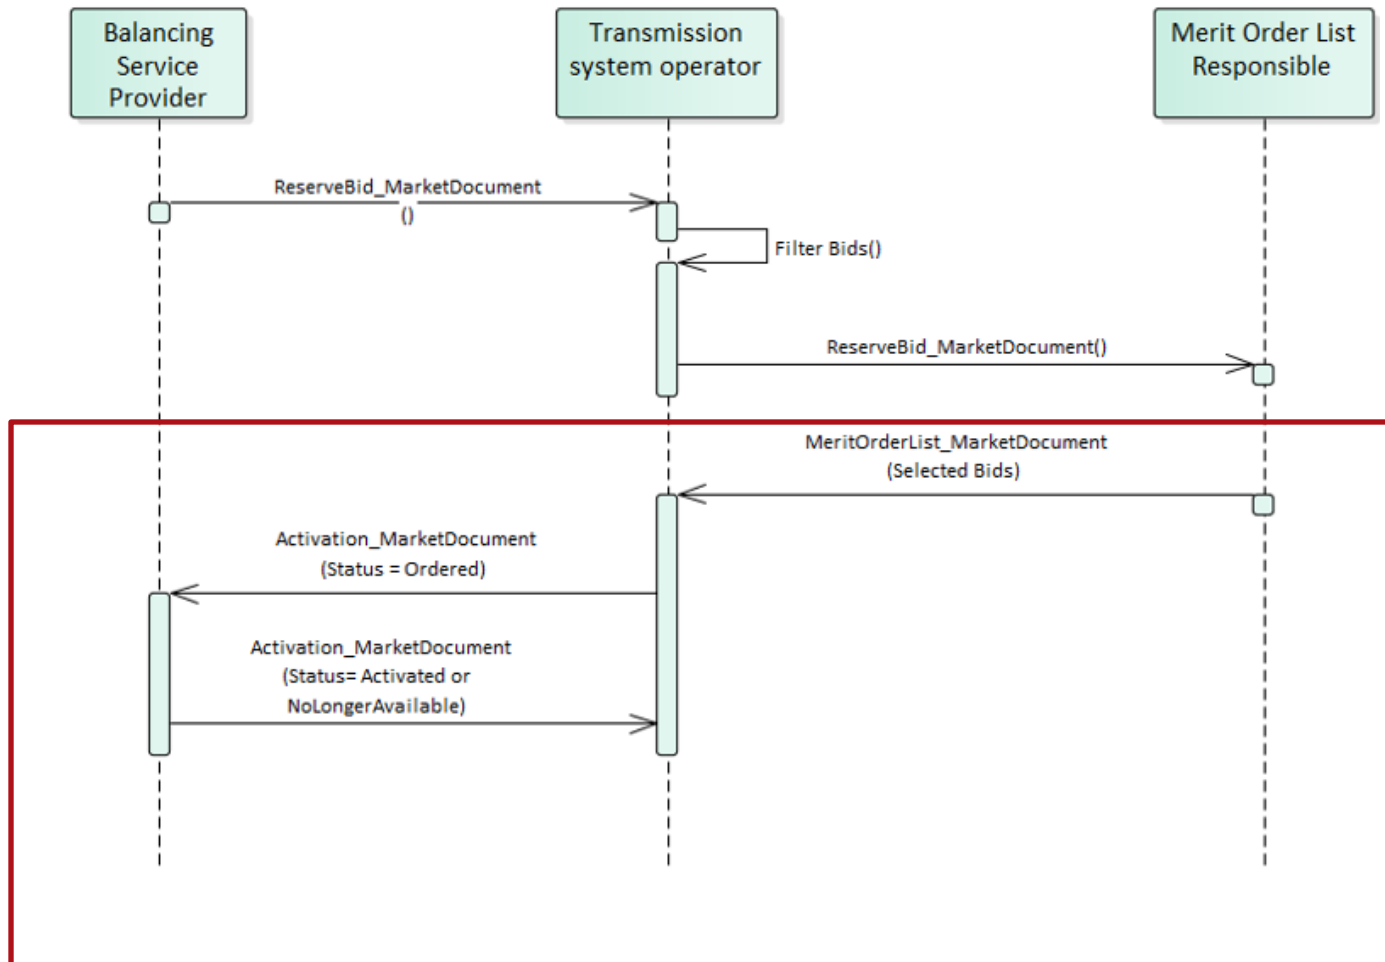 Balancing
Service
Provider
Transmission
system operator
Merit Order List
Responsible
ReserveBid_MarketDocument
()
Filter Bids()
ReserveBid_MarketDocument()
MeritOrderList_MarketDocument
(Selected Bids)
Activation_MarketDocument
(Status = Ordered)
Activation_MarketDocument
(Status= Activated or
NoLongerAvailable)